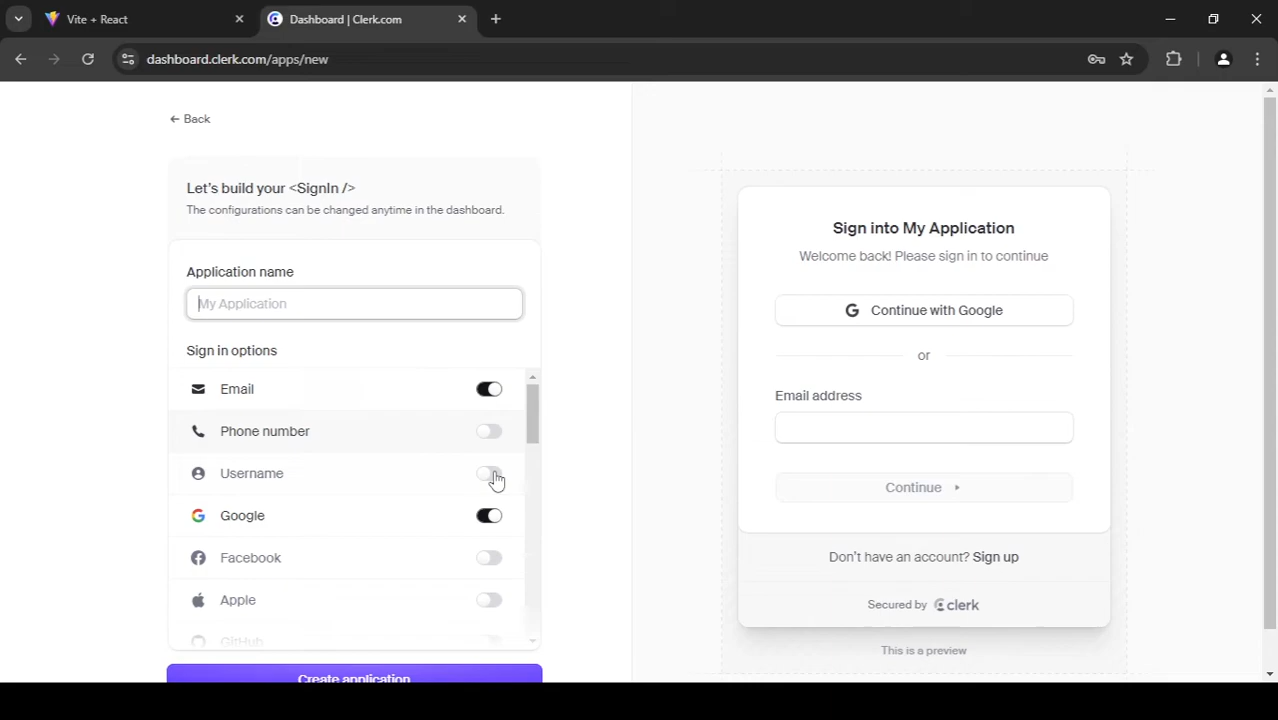 Vite + React
Dashboard | Clerk.com
dashboard.clerk.com/apps/new
Back
Let's build your <SignIn />
The configurations can be changed anytime in the dashboard.
Application name
My Application
Sign in options
Email
Phone number
Username
Google
Facebook
Apple
GitHub
Create application
Sign into My Application
Welcome back! Please sign in to continue
Continue with Google
or
Email address
Continue
Don't have an account? Sign up
Secured by clerk
This is a preview